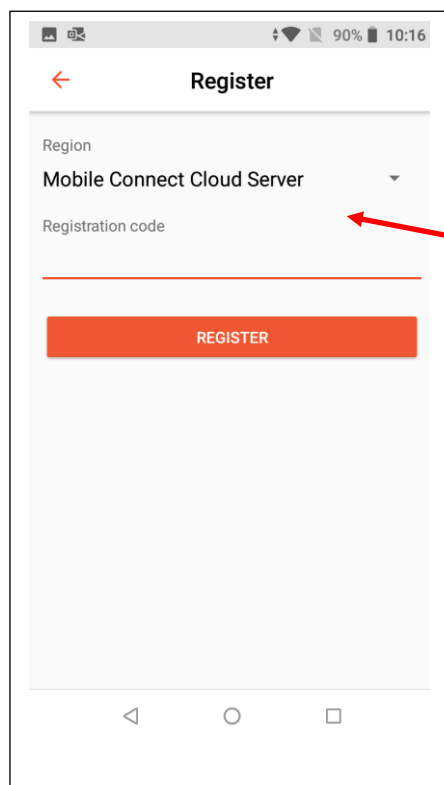 90% 10:16
Register
Region
Mobile Connect Cloud Server
Registration code
REGISTER